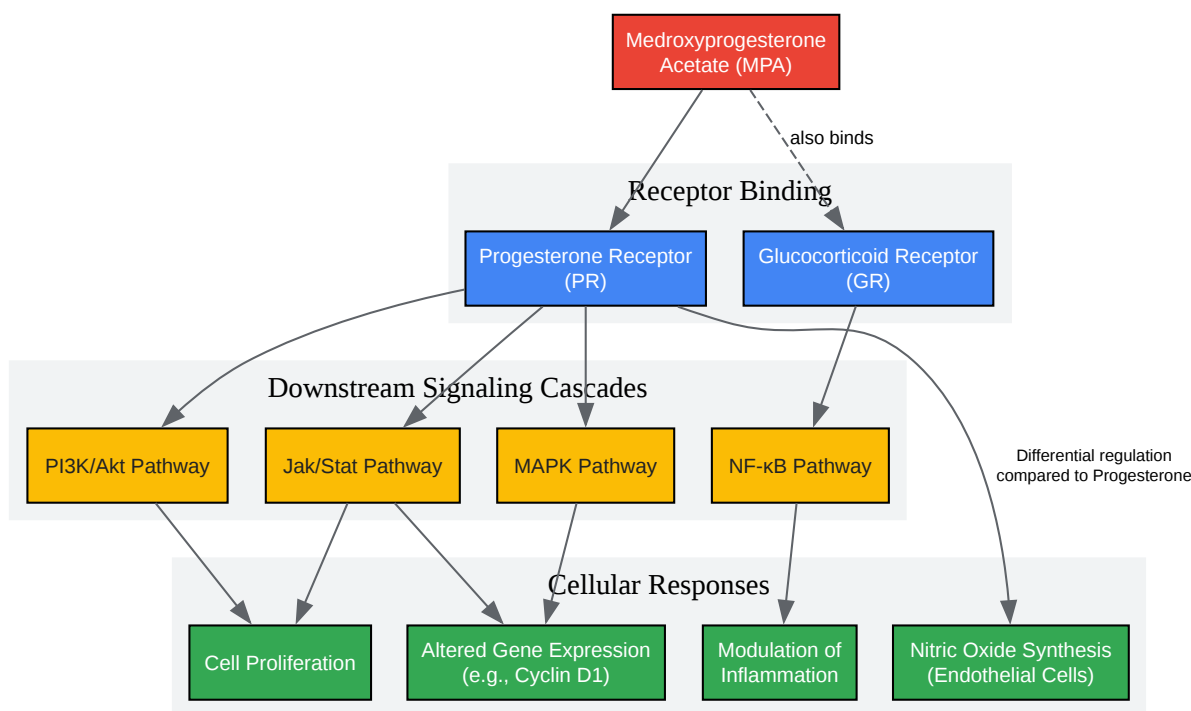 Medroxyprogesterone
Acetate (MPA)
also binds
Receptor Binding
Progesterone Receptor
(PR)
Glucocorticoid Receptor
(GR)
Downstream Signaling Cascades
PI3K/Akt Pathway
Jak/Stat Pathway
MAPK Pathway
NF-κB Pathway
Differential regulation
compared to Progesterone
Cellular Responses
Cell Proliferation
Altered Gene Expression
(e.g., Cyclin D1)
Modulation of
Inflammation
Nitric Oxide Synthesis
(Endothelial Cells)